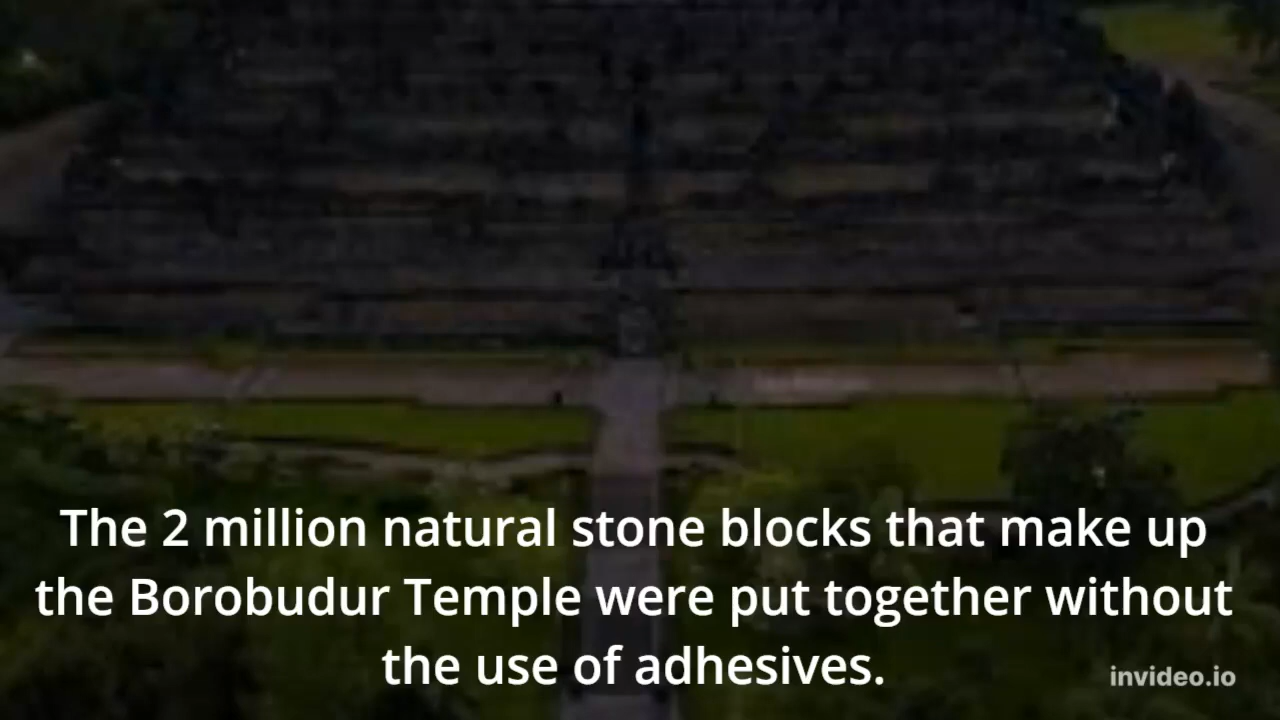 The 2 million natural stone blocks that make up
the Borobudur Temple were put together without
the use of adhesives.
invideo.io